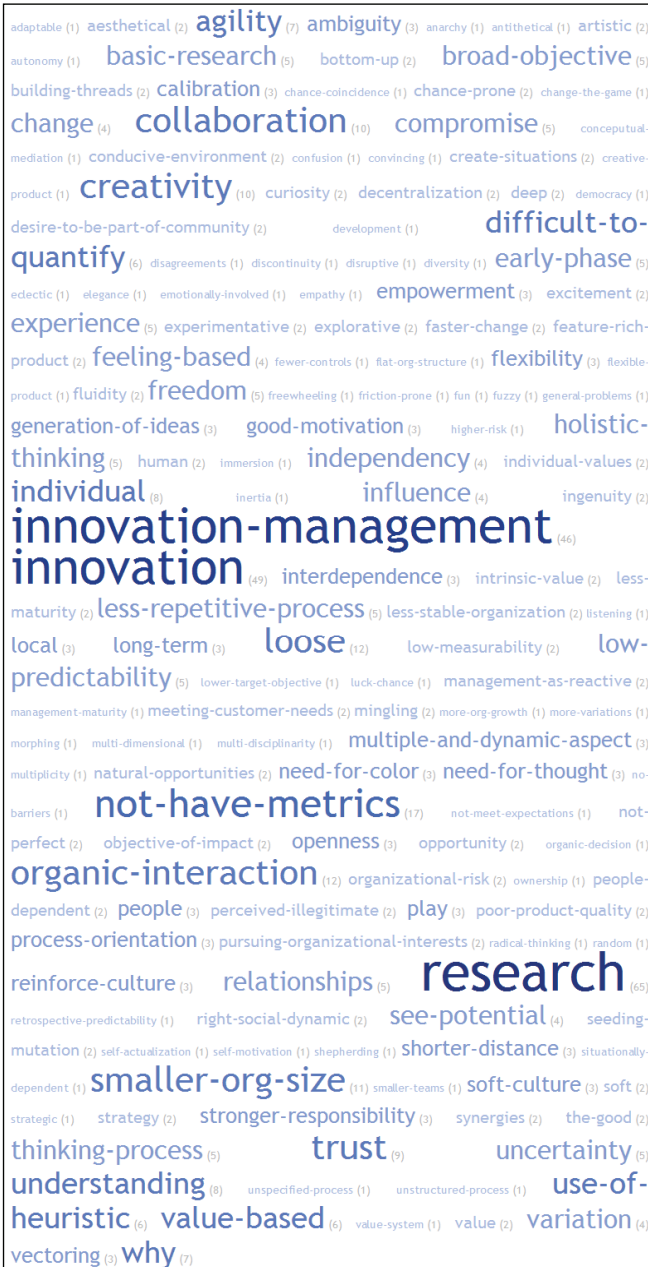 adaptable (1) aesthetical (2) agility (7) ambiguity (3) anarchy (1) antithetical (1) artistic (2)
autonomy (1) basic-research (5) bottom-up (2) broad-objective (5)
building-threads (2) calibration (3) chance-coincidence (1) chance-prone (2) change-the-game (1)
change (4) collaboration (10) compromise (5) conceputual-
mediation (1) conducive-environment (2) confusion (1) convincing (1) create-situations (2) creative-
product (1) creativity (10) curiosity (2) decentralization (2) deep (2) democracy (1)
desire-to-be-part-of-community (2) development (1) difficult-to-
quantify (6) disagreements (1) discontinuity (1) disruptive (1) diversity (1) early-phase (5)
eclectic (1) elegance (1) emotionally-involved (1) empathy (1) empowerment (3) excitement (2)
experience (5) experimentative (2) explorative (2) faster-change (2) feature-rich-
product (2) feeling-based (4) fewer-controls (1) flat-org-structure (1) flexibility (3) flexible-
product (1) fluidity (2) freedom (5) freewheeling (1) friction-prone (1) fun (1) fuzzy (1) general-problems (1)
generation-of-ideas (3) good-motivation (3) higher-risk (1) holistic-
thinking (5) human (2) immersion (1) independency (4) individual-values (2)
individual (8) inertia (1) influence (4) ingenuity (2)
innovation-management (46)
innovation (49) interdependence (3) intrinsic-value (2) less-
maturity (2) less-repetitive-process (5) less-stable-organization (2) listening (1)
local (3) long-term (3) loose (12) low-measurability (2) low-
predictability (5) lower-target-objective (1) luck-chance (1) management-as-reactive (2)
management-maturity (1) meeting-customer-needs (2) mingling (2) more-org-growth (1) more-variations (1)
morphing (1) multi-dimensional (1) multi-disciplinarity (1) multiple-and-dynamic-aspect (3)
multiplicity (1) natural-opportunities (2) need-for-color (3) need-for-thought (3) no-
barriers (1) not-have-metrics (17) not-meet-expectations (1) not-
perfect (2) objective-of-impact (2) openness (3) opportunity (2) organic-decision (1)
organic-interaction (12) organizational-risk (2) ownership (1) people-
dependent (2) people (3) perceived-illegitimate (2) play (3) poor-product-quality (2)
process-orientation (3) pursuing-organizational-interests (2) radical-thinking (1) random (1)
reinforce-culture (3) relationships (5) research (65)
retrospective-predictability (1) right-social-dynamic (2) see-potential (4) seeding-
mutation (2) self-actualization (1) self-motivation (1) shepherding (1) shorter-distance (3) situationally-
dependent (1) smaller-org-size (11) smaller-teams (1) soft-culture (3) soft (2)
strategic (1) strategy (2) stronger-responsibility (3) synergies (2) the-good (2)
thinking-process (5) trust (9) uncertainty (5)
understanding (8) unspecified-process (1) unstructured-process (1) use-of-
heuristic (6) value-based (6) value-system (1) value (2) variation (4)
vectoring (3) why (7)